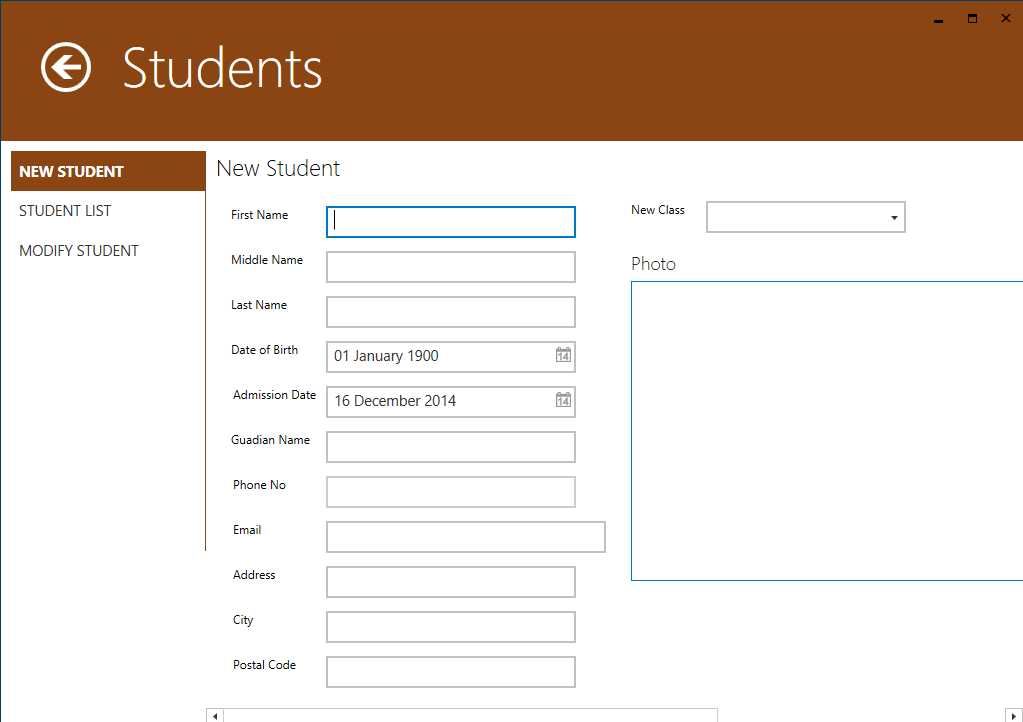 Students
NEW STUDENT
STUDENT LIST
MODIFY STUDENT
New Student
First Name
Middle Name
Last Name
Date of Birth
01 January 1900
14
Admission Date
16 December 2014
14
Guadian Name
Phone No
Email
Address
City
Postal Code
New Class
Photo